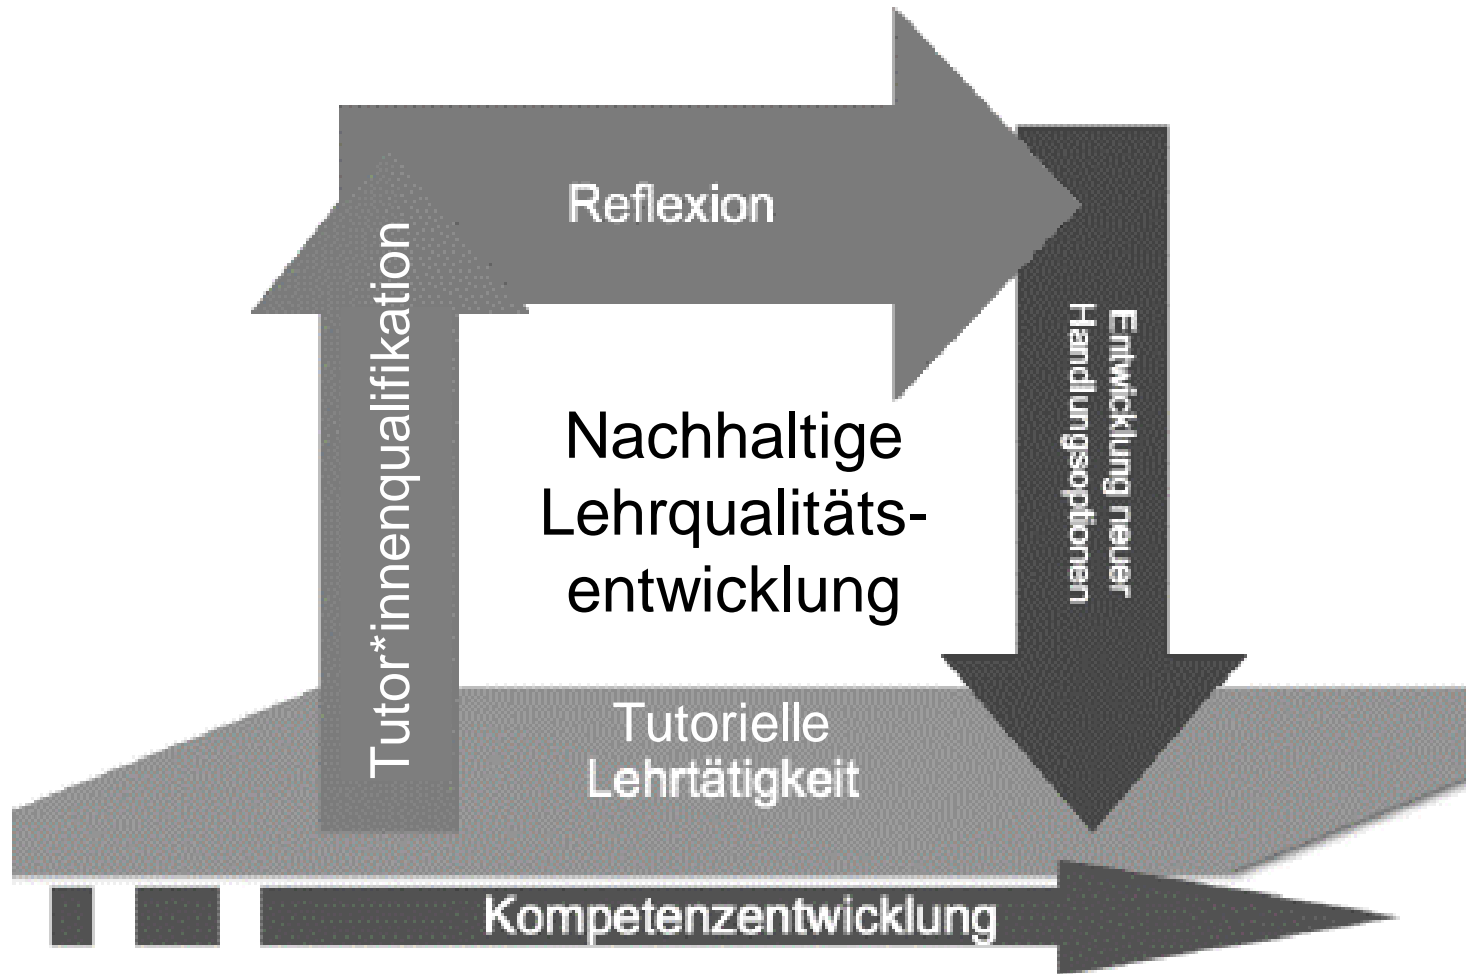 Reflexion
Tutor*innenqualifikation
Entwicklung neuer
Handlungsoptionen
Nachhaltige
Lehrqualitäts-
entwicklung
Tutorielle
Lehrtätigkeit
Kompetenzentwicklung